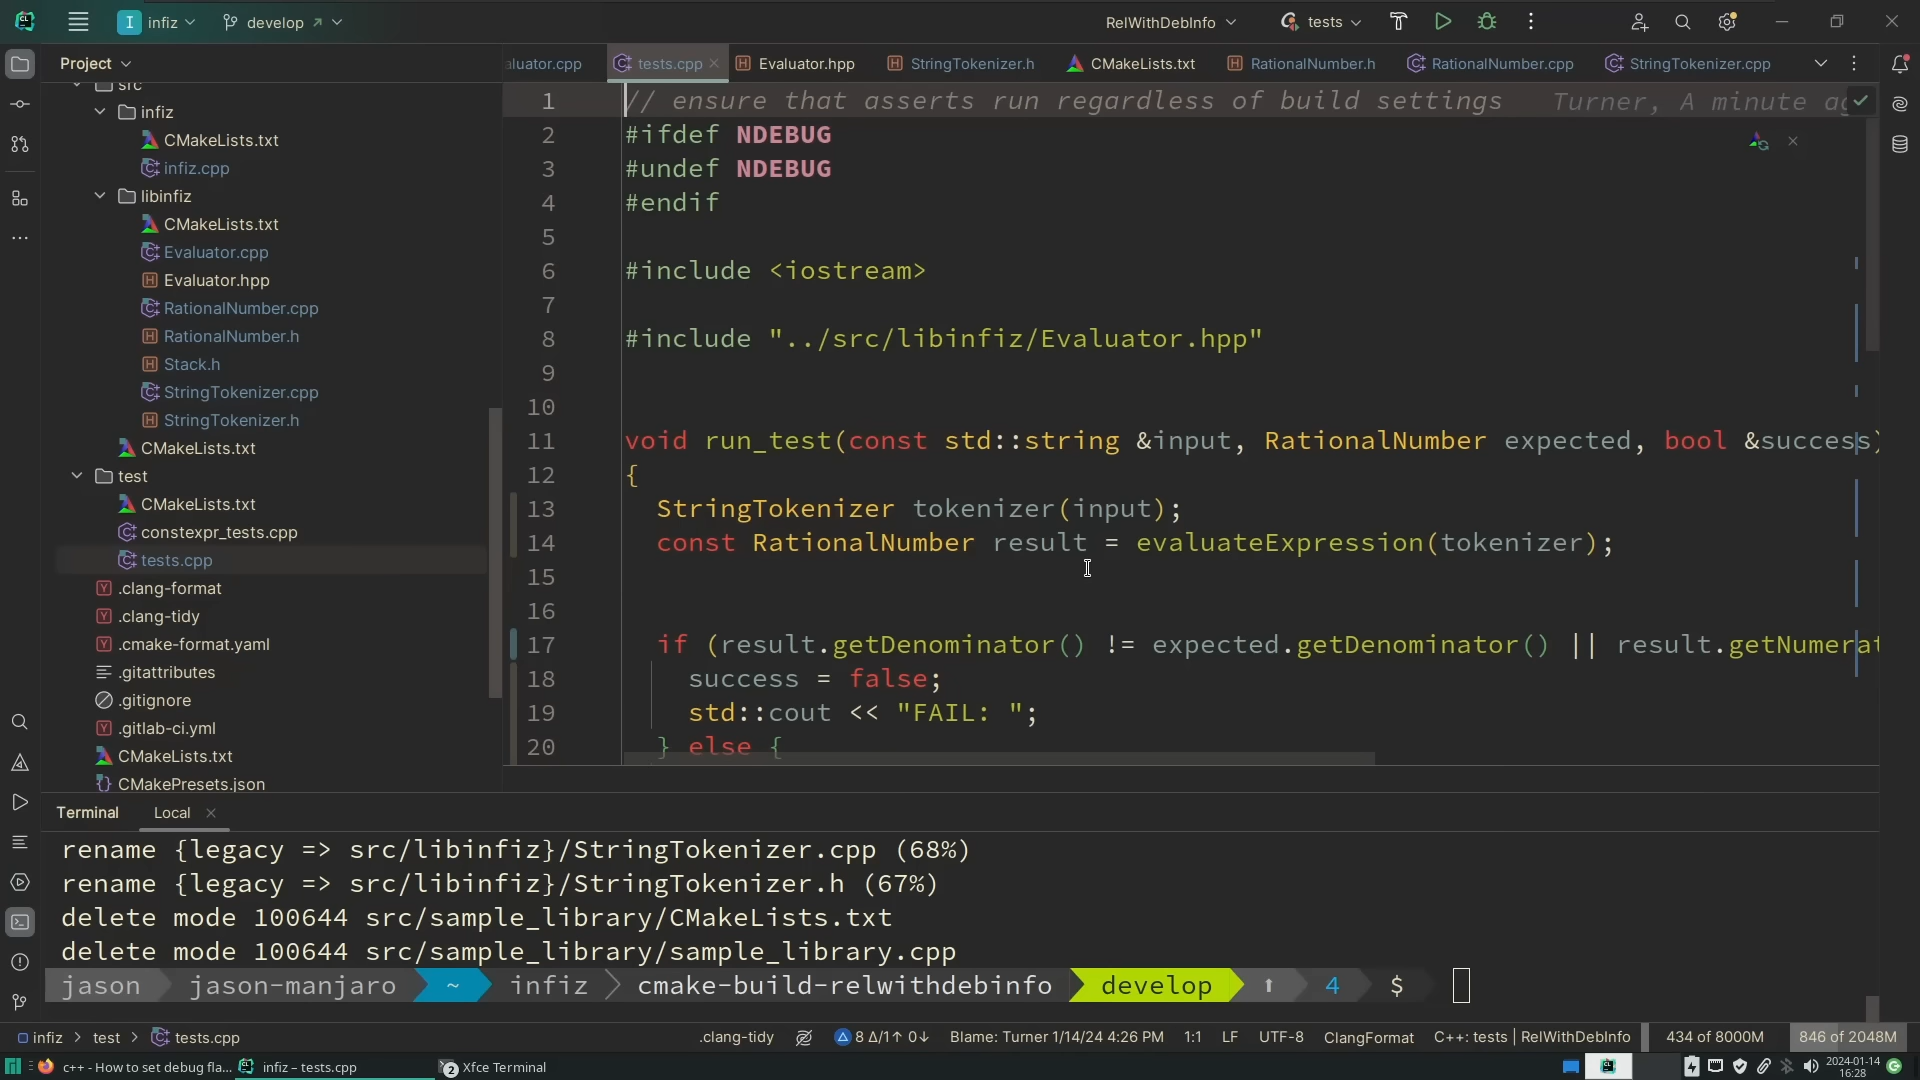 I infiz develop RelWithDebInfo tests
Project
aluator.cpp tests.cpp Evaluator.hpp StringTokenizer.h CMakeLists.txt RationalNumber.h RationalNumber.cpp StringTokenizer.cpp
src
infiz
CMakeLists.txt
infiz.cpp
libinfiz
CMakeLists.txt
Evaluator.cpp
Evaluator.hpp
RationalNumber.cpp
RationalNumber.h
Stack.h
StringTokenizer.cpp
StringTokenizer.h
CMakeLists.txt
test
CMakeLists.txt
constexpr_tests.cpp
tests.cpp
.clang-format
.clang-tidy
.cmake-format.yaml
.gitattributes
.gitignore
.gitlab-ci.yml
CMakeLists.txt
CMakePresets.json
1 // ensure that asserts run regardless of build settings Turner, A minute ag
2 #ifdef NDEBUG
3 #undef NDEBUG
4 #endif
5
6 #include <iostream>
7
8 #include "../src/libinfiz/Evaluator.hpp"
9
10
11 void run_test(const std::string &input, RationalNumber expected, bool &success)
12 {
13 StringTokenizer tokenizer(input);
14 const RationalNumber result = evaluateExpression(tokenizer);
15
16
17 if (result.getDenominator() != expected.getDenominator() || result.getNumerat
18 success = false;
19 std::cout << "FAIL: ";
20 } else {
Terminal Local
rename {legacy => src/libinfiz}/StringTokenizer.cpp (68%)
rename {legacy => src/libinfiz}/StringTokenizer.h (67%)
delete mode 100644 src/sample_library/CMakeLists.txt
delete mode 100644 src/sample_library/sample_library.cpp
jason jason-manjaro ~ infiz cmake-build-relwithdebinfo develop ⬆ 4 $
infiz > test > tests.cpp .clang-tidy 8 Δ/1↑ 0↓ Blame: Turner 1/14/24 4:26 PM 1:1 LF UTF-8 ClangFormat C++: tests | RelWithDebInfo 434 of 8000M 846 of 2048M
c++ - How to set debug fla... infiz – tests.cpp 2 Xfce Terminal 2024-01-14
16:28